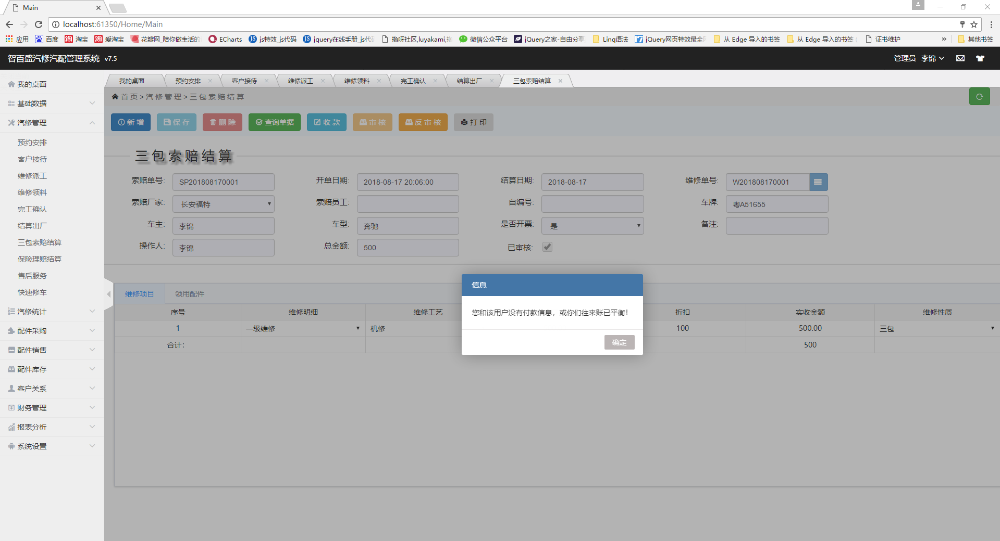 Main
localhost:61350/Home/Main
应用 百度 淘宝 爱淘宝 花瓣网_陪你做生活的 ECharts js特效_js代码 jquery在线手册_js代 撸呀社区,luyakami,撸 微信公众平台 jQuery之家-自由分享 Linq语法 jQuery网页特效最全 从 Edge 导入的书签 从 Edge 导入的书签 ( 证书维护 » 其他书签
智百盛汽修汽配管理系统 v7.5
管理员 李锦
我的桌面
基础数据
汽修管理
预约安排
客户接待
维修派工
维修领料
完工确认
结算出厂
三包索赔结算
保险理赔结算
售后服务
快速修车
汽修统计
配件采购
配件销售
配件库存
客户关系
财务管理
报表分析
系统设置
我的桌面 预约安排 客户接待 维修派工 维修领料 完工确认 结算出厂 三包索赔结算
首页>汽修管理>三包索赔结算
新增 保存 删除 查询单据 收款 审核 反审核 打印
三包索赔结算
索赔单号: SP201808170001 开单日期: 2018-08-17 20:06:00 结算日期: 2018-08-17 维修单号: W201808170001
索赔厂家: 长安福特 索赔员工: 自编号: 车牌: 粤A51655
车主: 李锦 车型: 奔驰 是否开票: 是 备注:
操作人: 李锦 总金额: 500 已审核:
维修项目 领用配件
序号 维修明细 维修工艺 折扣 实收金额 维修性质
1 一级维修 机修 100 500.00 三包
合计: 500
信息
您和该用户没有付款信息，或你们往来账已平衡！
确定